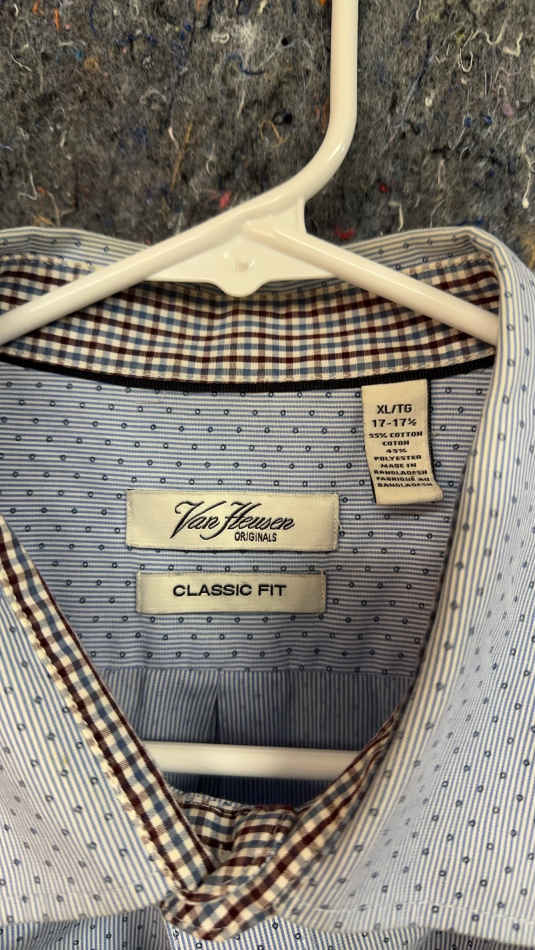 XL/TG
17-17½
55% COTTON
COTON
45%
POLYESTER
MADE IN
BANGLADESH
FABRIQUÉ AU
BANGLADESH
Van Heusen
ORIGINALS
CLASSIC FIT